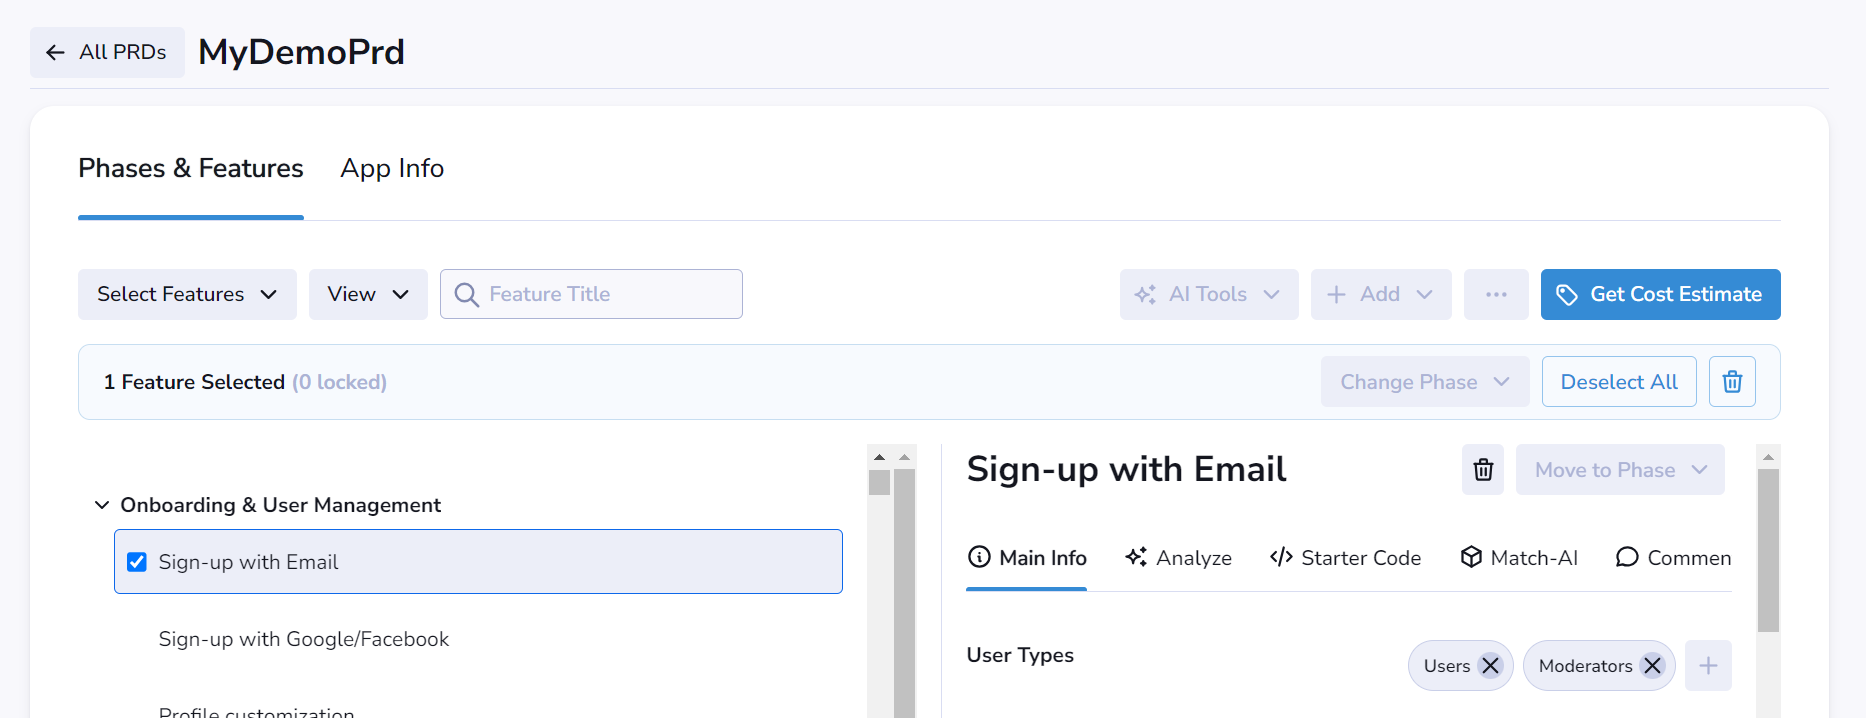 All PRDs MyDemoPrd
Phases & Features App Info
Select Features View Feature Title AI Tools Add Get Cost Estimate
1 Feature Selected (0 locked) Change Phase Deselect All
Sign-up with Email Move to Phase
Onboarding & User Management
Sign-up with Email
Sign-up with Google/Facebook
Profile customization
Main Info Analyze Starter Code Match-AI Commen
User Types Users Moderators